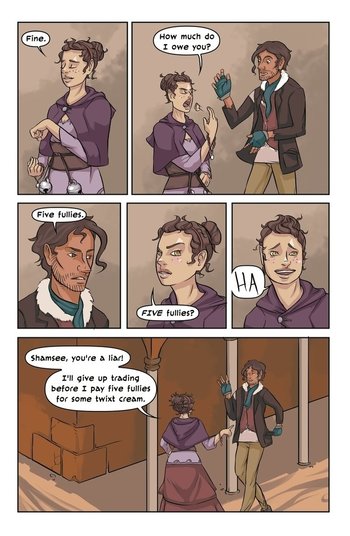 Fine.
How much do
I owe you?
Five fullies.
FIVE fullies?
HA
Shamsee, you're a liar!
I'll give up trading
before I pay five fullies
for some twixt cream.